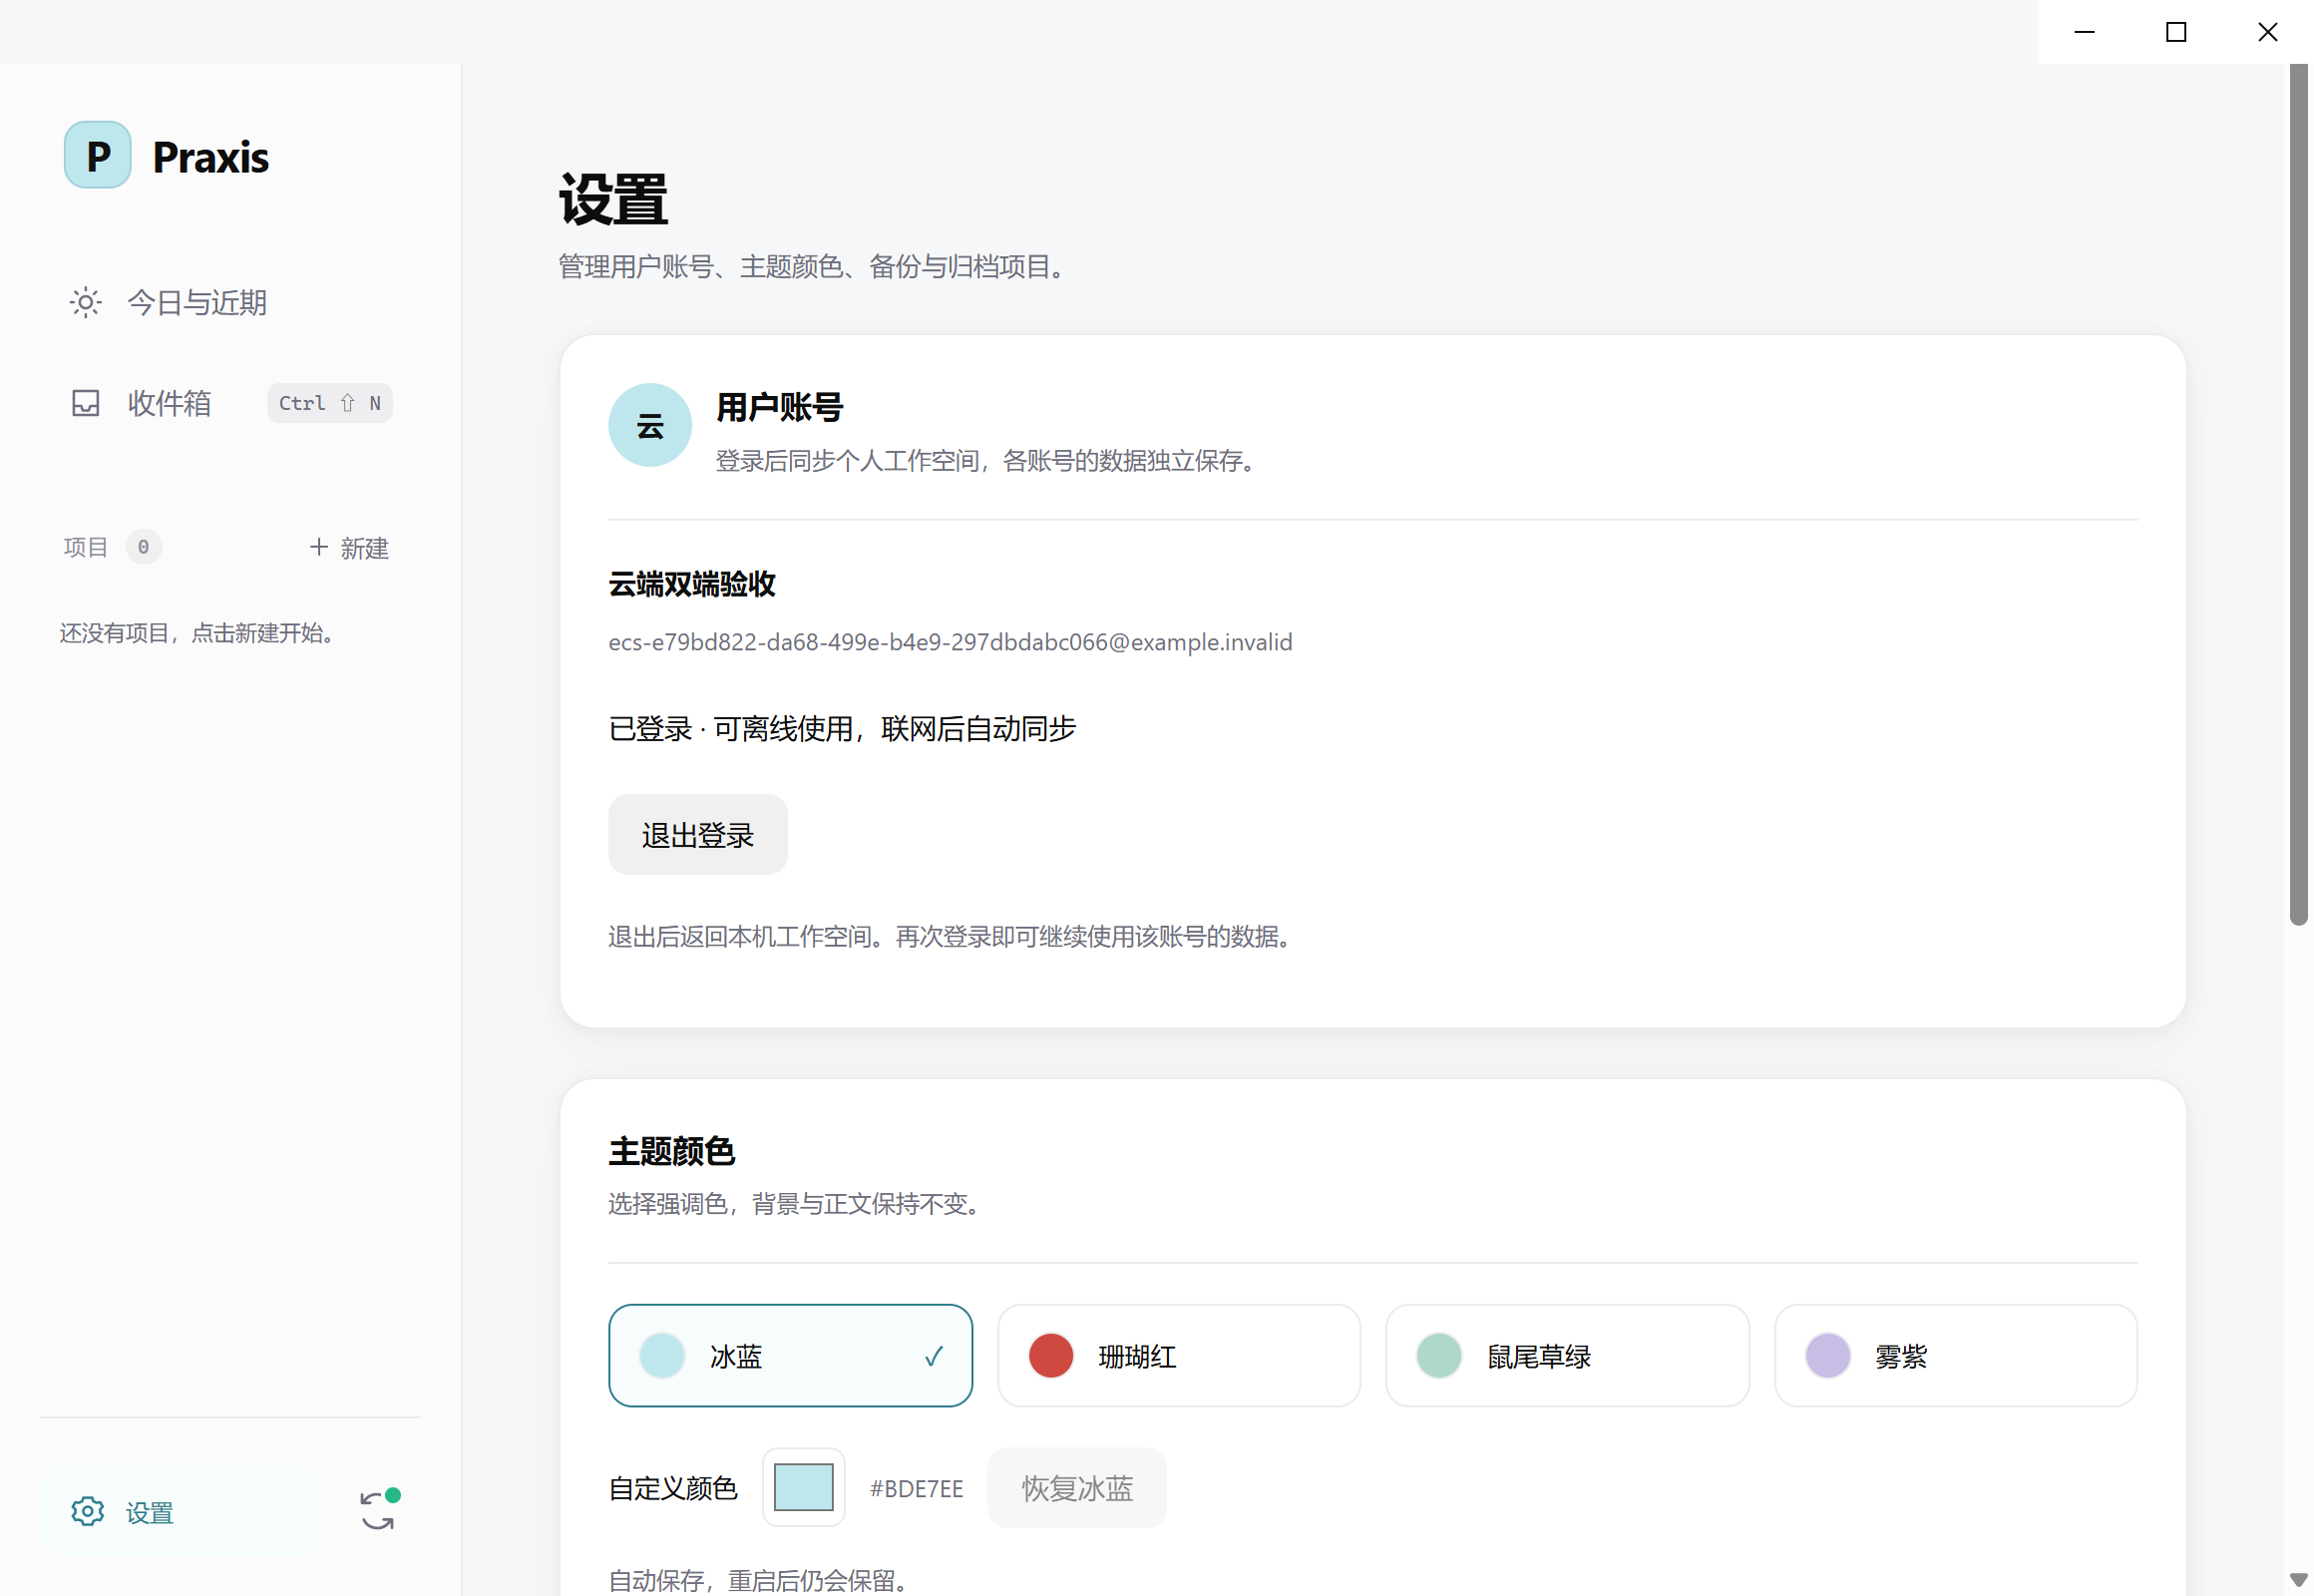 P Praxis
今日与近期
收件箱 Ctrl ⇧ N
项目 0 + 新建
还没有项目，点击新建开始。
设置
设置
管理用户账号、主题颜色、备份与归档项目。
云
用户账号
登录后同步个人工作空间，各账号的数据独立保存。
云端双端验收
ecs-e79bd822-da68-499e-b4e9-297dbdabc066@example.invalid
已登录 · 可离线使用，联网后自动同步
退出登录
退出后返回本机工作空间。再次登录即可继续使用该账号的数据。
主题颜色
选择强调色，背景与正文保持不变。
冰蓝 ✓ 珊瑚红 鼠尾草绿 雾紫
自定义颜色 #BDE7EE 恢复冰蓝
自动保存，重启后仍会保留。